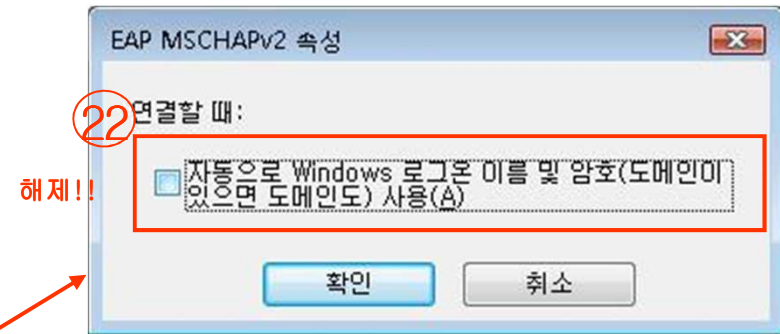 EAP MSCHAPv2 속성
㉒
연결할 때:
해제!!
자동으로 Windows 로그온 이름 및 암호(도메인이
있으면 도메인도) 사용(A)
확인
취소